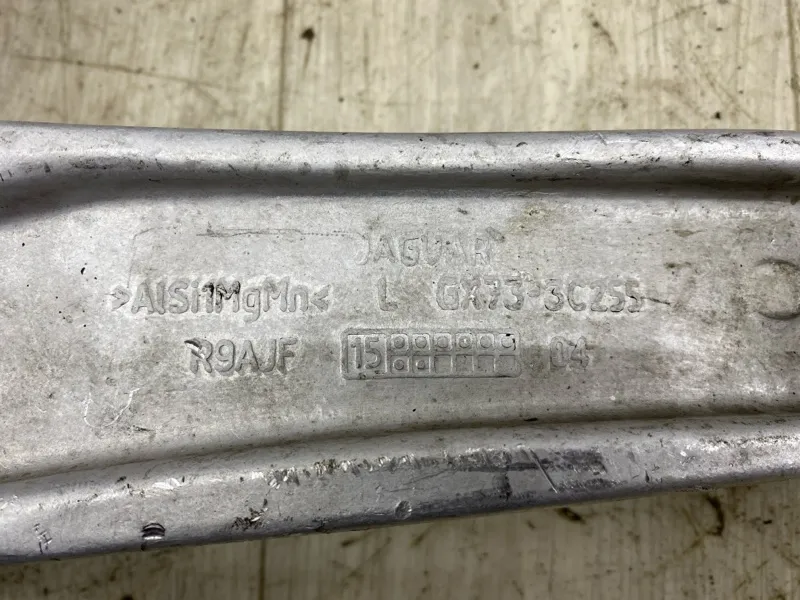 JAGUAR
>AlSi1MgMn< L GX73-3C255-
R9AJF 15 04